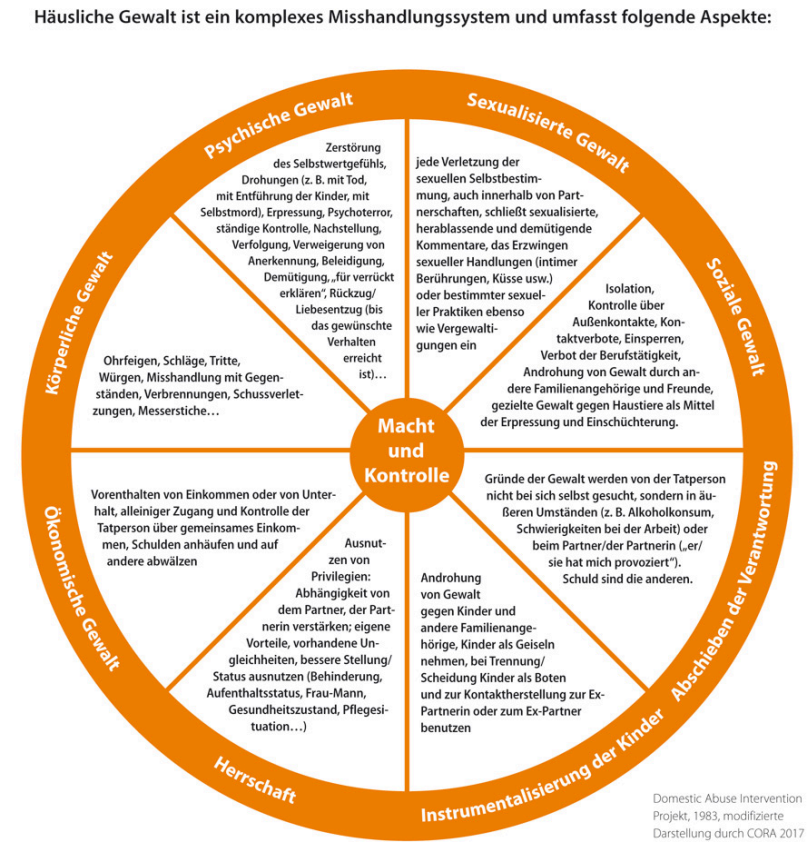 Häusliche Gewalt ist ein komplexes Misshandlungssystem und umfasst folgende Aspekte:
Psychische Gewalt
Zerstörung
des Selbstwertgefühls,
Drohungen (z. B. mit Tod,
mit Entführung der Kinder, mit
Selbstmord), Erpressung, Psychoterror,
ständige Kontrolle, Nachstellung,
Verfolgung, Verweigerung von
Anerkennung, Beleidigung,
Demütigung, „für verrückt
erklären“, Rückzug/
Liebesentzug (bis
das gewünschte
Verhalten
erreicht
ist)…
Sexualisierte Gewalt
jede Verletzung der
sexuellen Selbstbestim-
mung, auch innerhalb von Part-
nerschaften, schließt sexualisierte,
herablassende und demütigende
Kommentare, das Erzwingen
sexueller Handlungen (intimer
Berührungen, Küsse usw.)
oder bestimmter sexuel-
ler Praktiken ebenso
wie Vergewalti-
gungen ein
Soziale Gewalt
Isolation,
Kontrolle über
Außenkontakte, Kon-
taktverbote, Einsperren,
Verbot der Berufstätigkeit,
Androhung von Gewalt durch an-
dere Familienangehörige und Freunde,
gezielte Gewalt gegen Haustiere als Mittel
der Erpressung und Einschüchterung.
Abschieben der Verantwortung
Gründe der Gewalt werden von der Tatperson
nicht bei sich selbst gesucht, sondern in äu-
ßeren Umständen (z. B. Alkoholkonsum,
Schwierigkeiten bei der Arbeit) oder
beim Partner/der Partnerin („er/
sie hat mich provoziert“).
Schuld sind die anderen.
Instrumentalisierung der Kinder
Androhung
von Gewalt
gegen Kinder und
andere Familienange-
hörige, Kinder als Geiseln
nehmen, bei Trennung/
Scheidung Kinder als Boten
und zur Kontaktherstellung zur Ex-
Partnerin oder zum Ex-Partner
benutzen
Herrschaft
Ausnut-
zen von
Privilegien:
Abhängigkeit von
dem Partner, der Part-
nerin verstärken; eigene
Vorteile, vorhandene Un-
gleichheiten, bessere Stellung/
Status ausnutzen (Behinderung,
Aufenthaltsstatus, Frau-Mann,
Gesundheitszustand, Pflegesi-
tuation…)
Ökonomische Gewalt
Vorenthalten von Einkommen oder von Unter-
halt, alleiniger Zugang und Kontrolle der
Tatperson über gemeinsames Einkom-
men, Schulden anhäufen und auf
andere abwälzen
Körperliche Gewalt
Ohrfeigen, Schläge, Tritte,
Würgen, Misshandlung mit Gegen-
ständen, Verbrennungen, Schussverlet-
zungen, Messerstiche…
Macht
und
Kontrolle
Domestic Abuse Intervention
Projekt, 1983, modifizierte
Darstellung durch CORA 2017